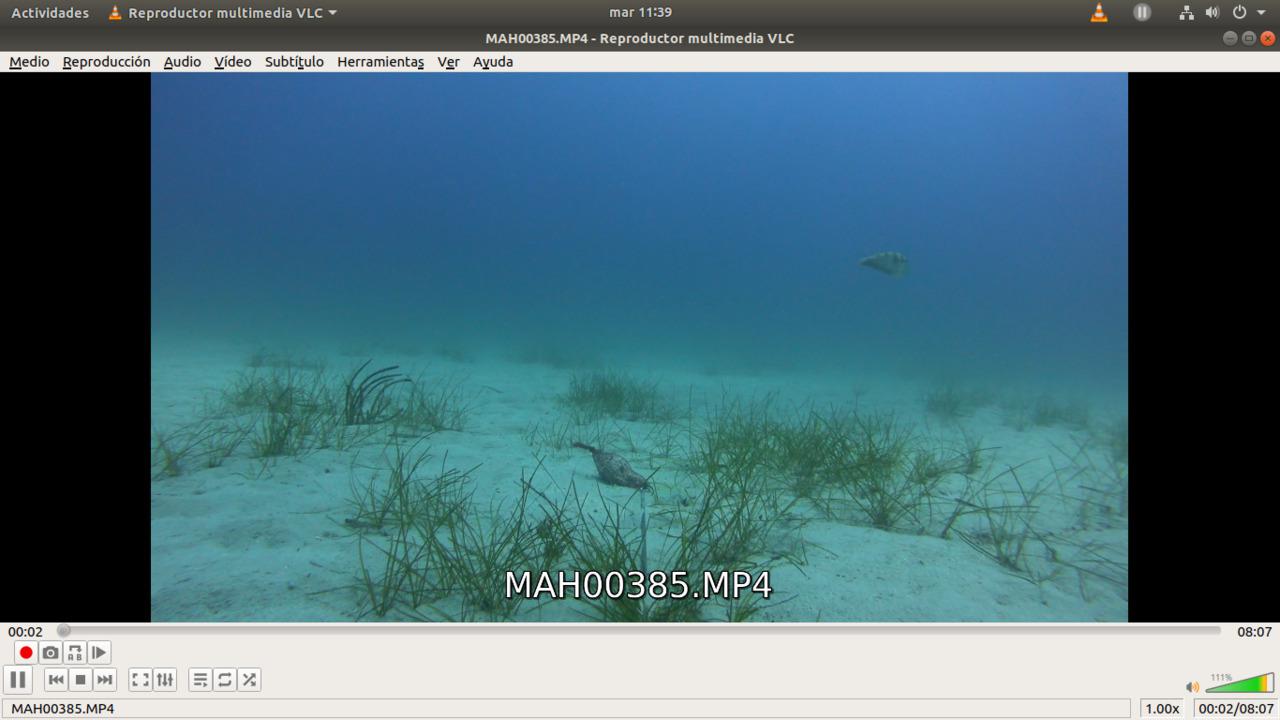 Actividades Reproductor multimedia VLC mar 11:39
MAH00385.MP4 - Reproductor multimedia VLC
Medio Reproducción Audio Vídeo Subtítulo Herramientas Ver Ayuda
MAH00385.MP4
00:02 08:07
A B
111%
MAH00385.MP4 1.00x 00:02/08:07